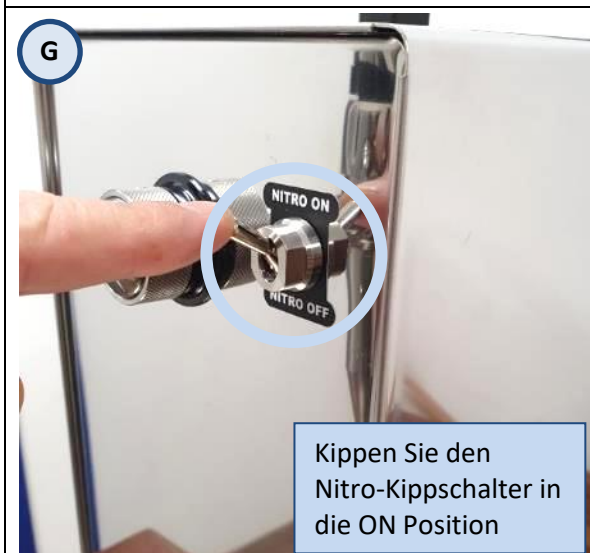 G
NITRO ON
NITRO OFF
Kippen Sie den
Nitro-Kippschalter in
die ON Position